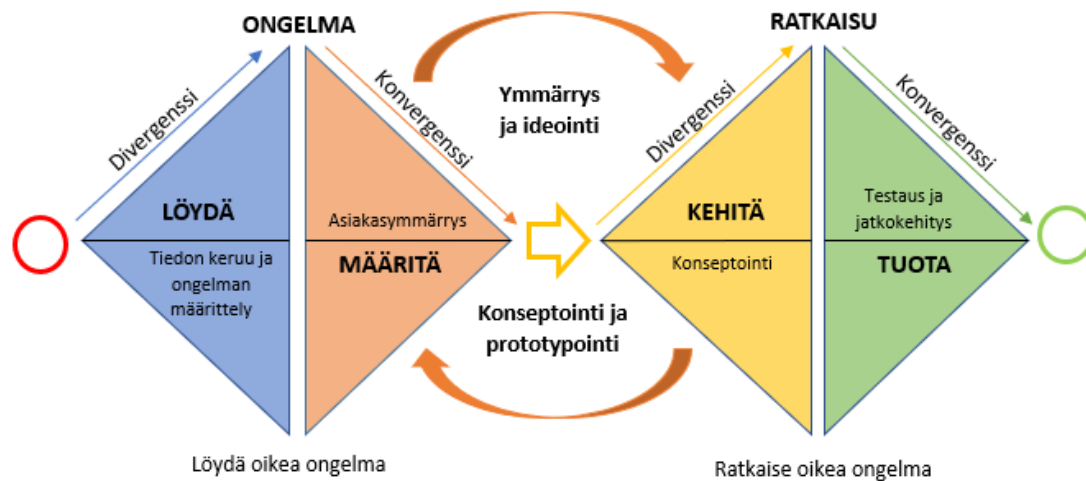 ONGELMA
RATKAISU
Divergenssi
Konvergenssi
Ymmärrys
ja ideointi
Divergenssi
Konvergenssi
LÖYDÄ
Asiakasymmärrys
KEHITÄ
Testaus ja
jatkokehitys
Tiedon keruu ja
ongelman
määrittely
MÄÄRITÄ
Konseptointi
TUOTA
Konseptointi ja
prototypointi
Löydä oikea ongelma
Ratkaise oikea ongelma